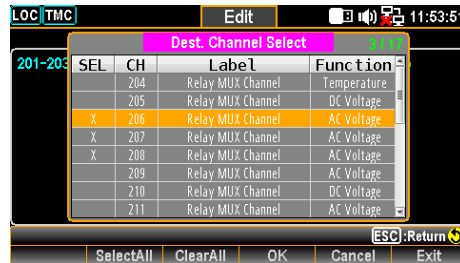 LOC TMC Edit 11:53:51
Dest. Channel Select 3/17
201-203
SEL CH Label Function
204 Relay MUX Channel Temperature
205 Relay MUX Channel DC Voltage
X 206 Relay MUX Channel AC Voltage
X 207 Relay MUX Channel AC Voltage
X 208 Relay MUX Channel AC Voltage
209 Relay MUX Channel AC Voltage
210 Relay MUX Channel DC Voltage
211 Relay MUX Channel AC Voltage
ESC :Return
SelectAll ClearAll OK Cancel Exit